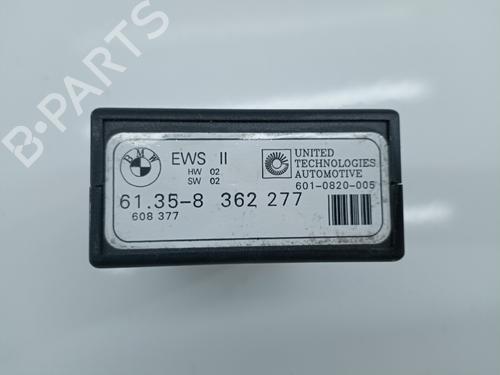 BMW
EWS II
HW 02
SW 02
UNITED
TECHNOLOGIES
AUTOMOTIVE
601-0820-005
61.35-8 362 277
608 377
B-PARTS